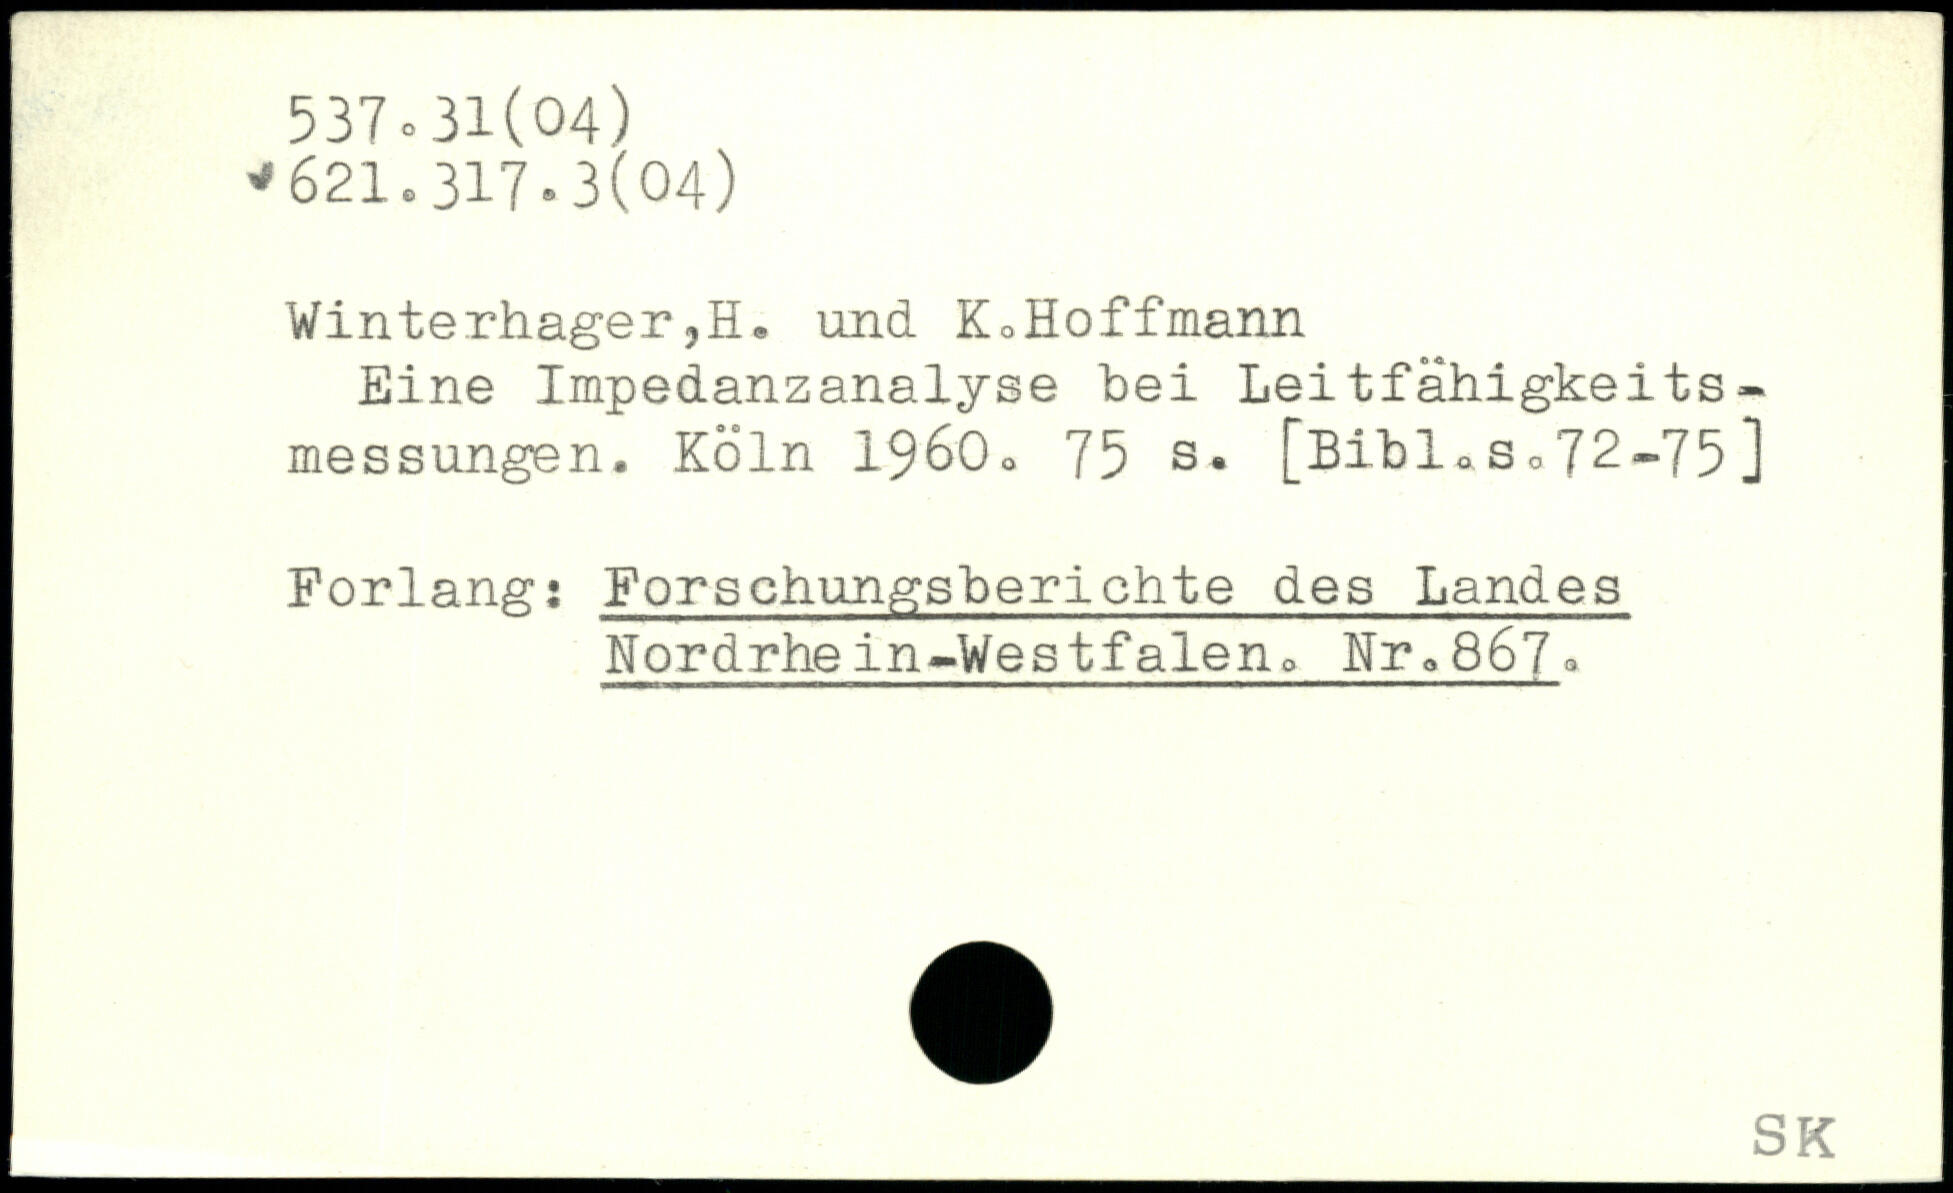 537.31(04)
621.317.3(04)
Winterhager,H. und K.Hoffmann
Eine Impedanzanalyse bei Leitfähigkeits-
messungen. Köln 1960. 75 s. [Bibl.s.72-75]
Forlang: Forschungsberichte des Landes
Nordrhein-Westfalen. Nr.867.
SK